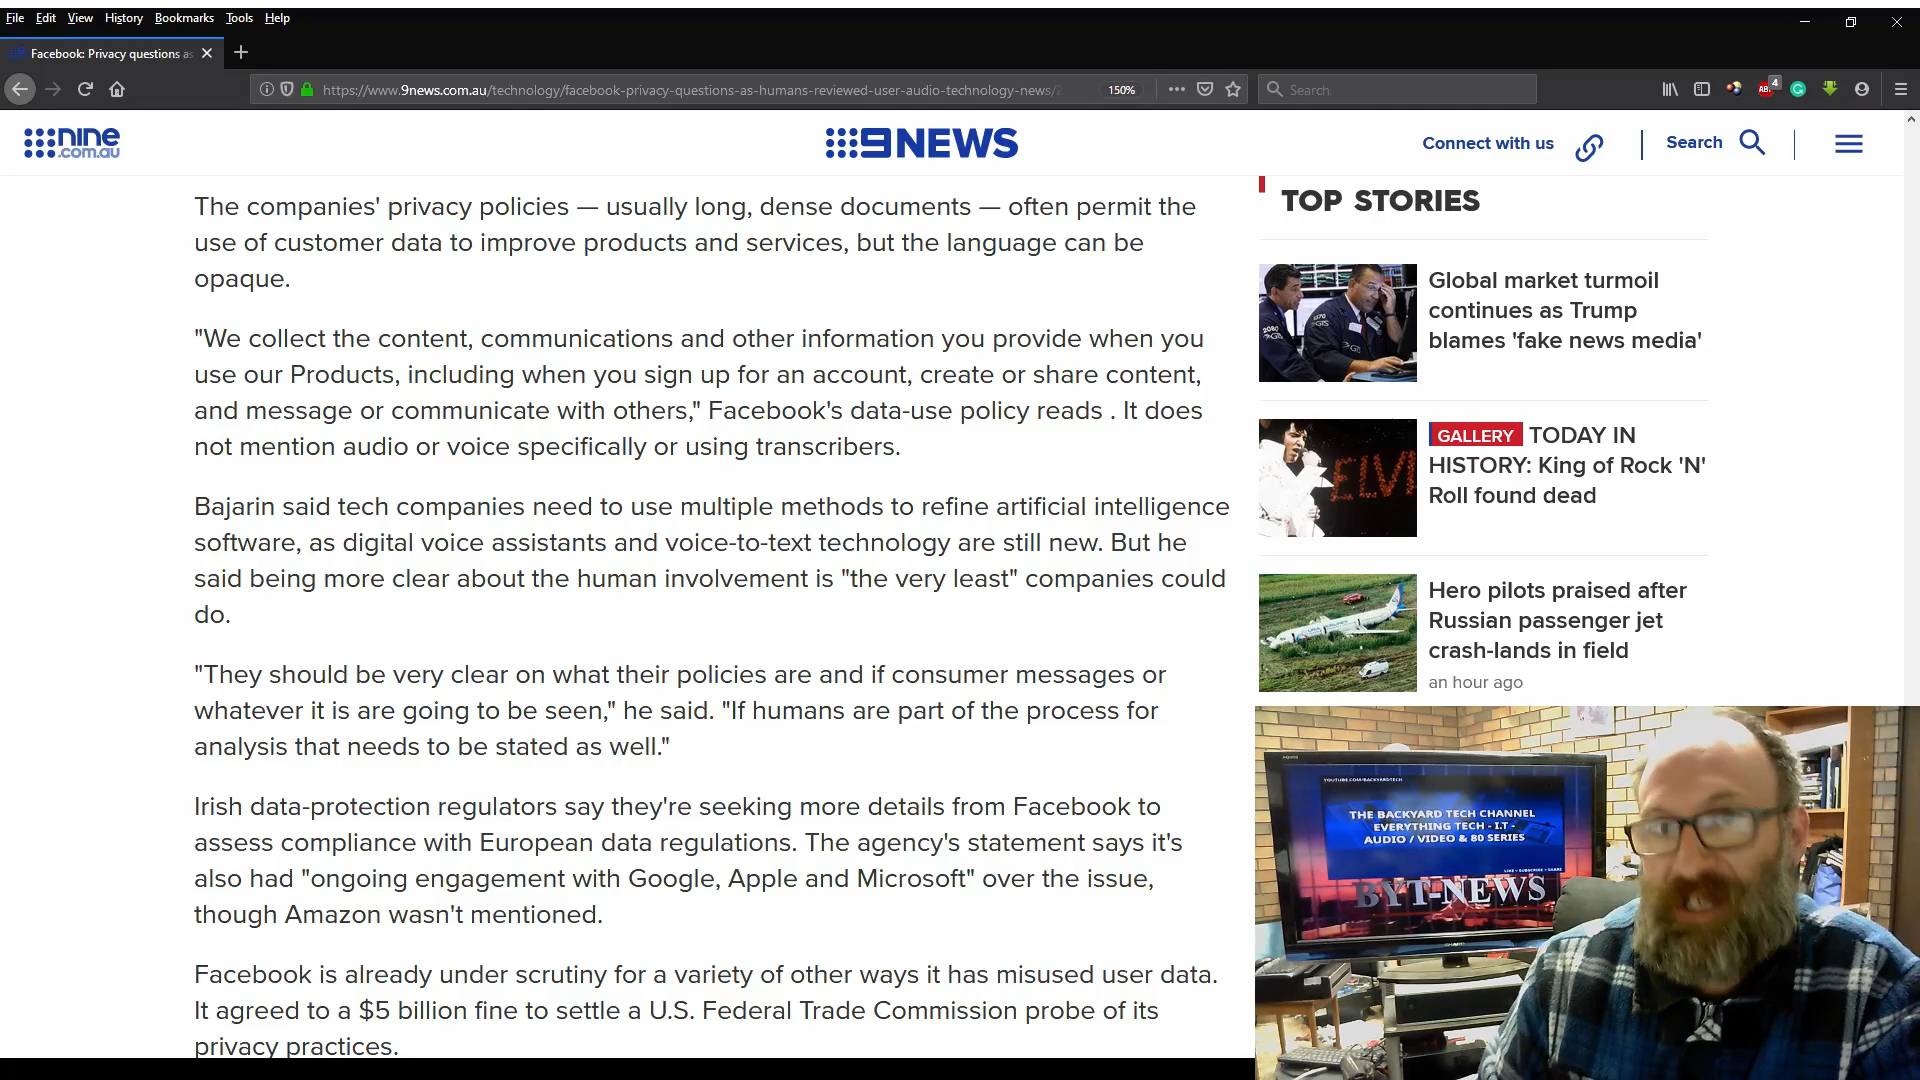 File Edit View History Bookmarks Tools Help
Facebook: Privacy questions as
https://www.9news.com.au/technology/facebook-privacy-questions-as-humans-reviewed-user-audio-technology-news/
150%
Search
4
nine
.com.au
9NEWS
Connect with us
Search
The companies' privacy policies — usually long, dense documents — often permit the
use of customer data to improve products and services, but the language can be
opaque.
"We collect the content, communications and other information you provide when you
use our Products, including when you sign up for an account, create or share content,
and message or communicate with others," Facebook's data-use policy reads . It does
not mention audio or voice specifically or using transcribers.
Bajarin said tech companies need to use multiple methods to refine artificial intelligence
software, as digital voice assistants and voice-to-text technology are still new. But he
said being more clear about the human involvement is "the very least" companies could
do.
"They should be very clear on what their policies are and if consumer messages or
whatever it is are going to be seen," he said. "If humans are part of the process for
analysis that needs to be stated as well."
Irish data-protection regulators say they're seeking more details from Facebook to
assess compliance with European data regulations. The agency's statement says it's
also had "ongoing engagement with Google, Apple and Microsoft" over the issue,
though Amazon wasn't mentioned.
Facebook is already under scrutiny for a variety of other ways it has misused user data.
It agreed to a $5 billion fine to settle a U.S. Federal Trade Commission probe of its
privacy practices.
TOP STORIES
Global market turmoil
continues as Trump
blames 'fake news media'
GALLERY TODAY IN
HISTORY: King of Rock 'N'
Roll found dead
Hero pilots praised after
Russian passenger jet
crash-lands in field
an hour ago
YOUTUBE.COM/BACKYARDTECH
THE BACKYARD TECH CHANNEL
EVERYTHING TECH - I.T -
AUDIO / VIDEO & 80 SERIES
LIKE + SUBSCRIBE + SHARE
BYT-NEWS